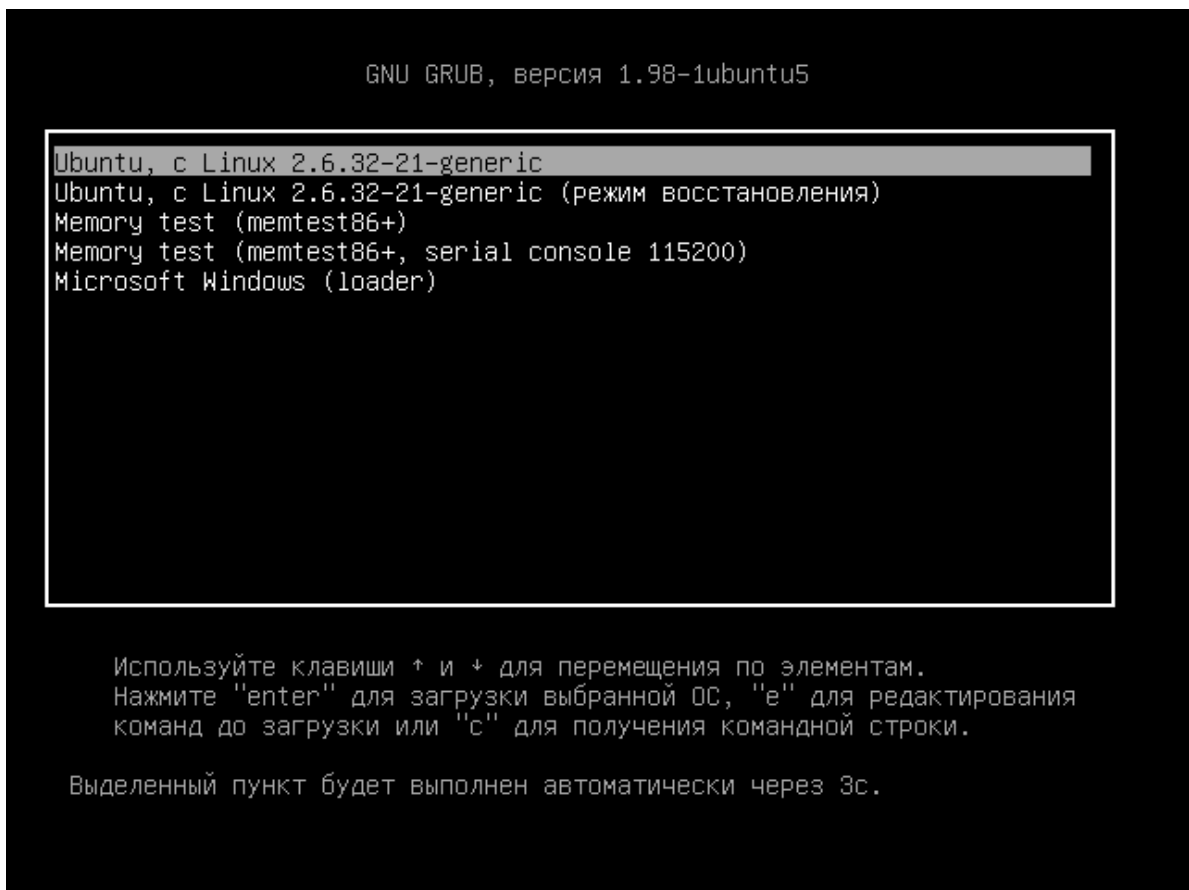 GNU GRUB, версия 1.98-1ubuntu5
Ubuntu, с Linux 2.6.32-21-generic
Ubuntu, с Linux 2.6.32-21-generic (режим восстановления)
Memory test (memtest86+)
Memory test (memtest86+, serial console 115200)
Microsoft Windows (loader)
Используйте клавиши ↑ и ↓ для перемещения по элементам.
Нажмите "enter" для загрузки выбранной ОС, "e" для редактирования
команд до загрузки или "c" для получения командной строки.
Выделенный пункт будет выполнен автоматически через 3с.